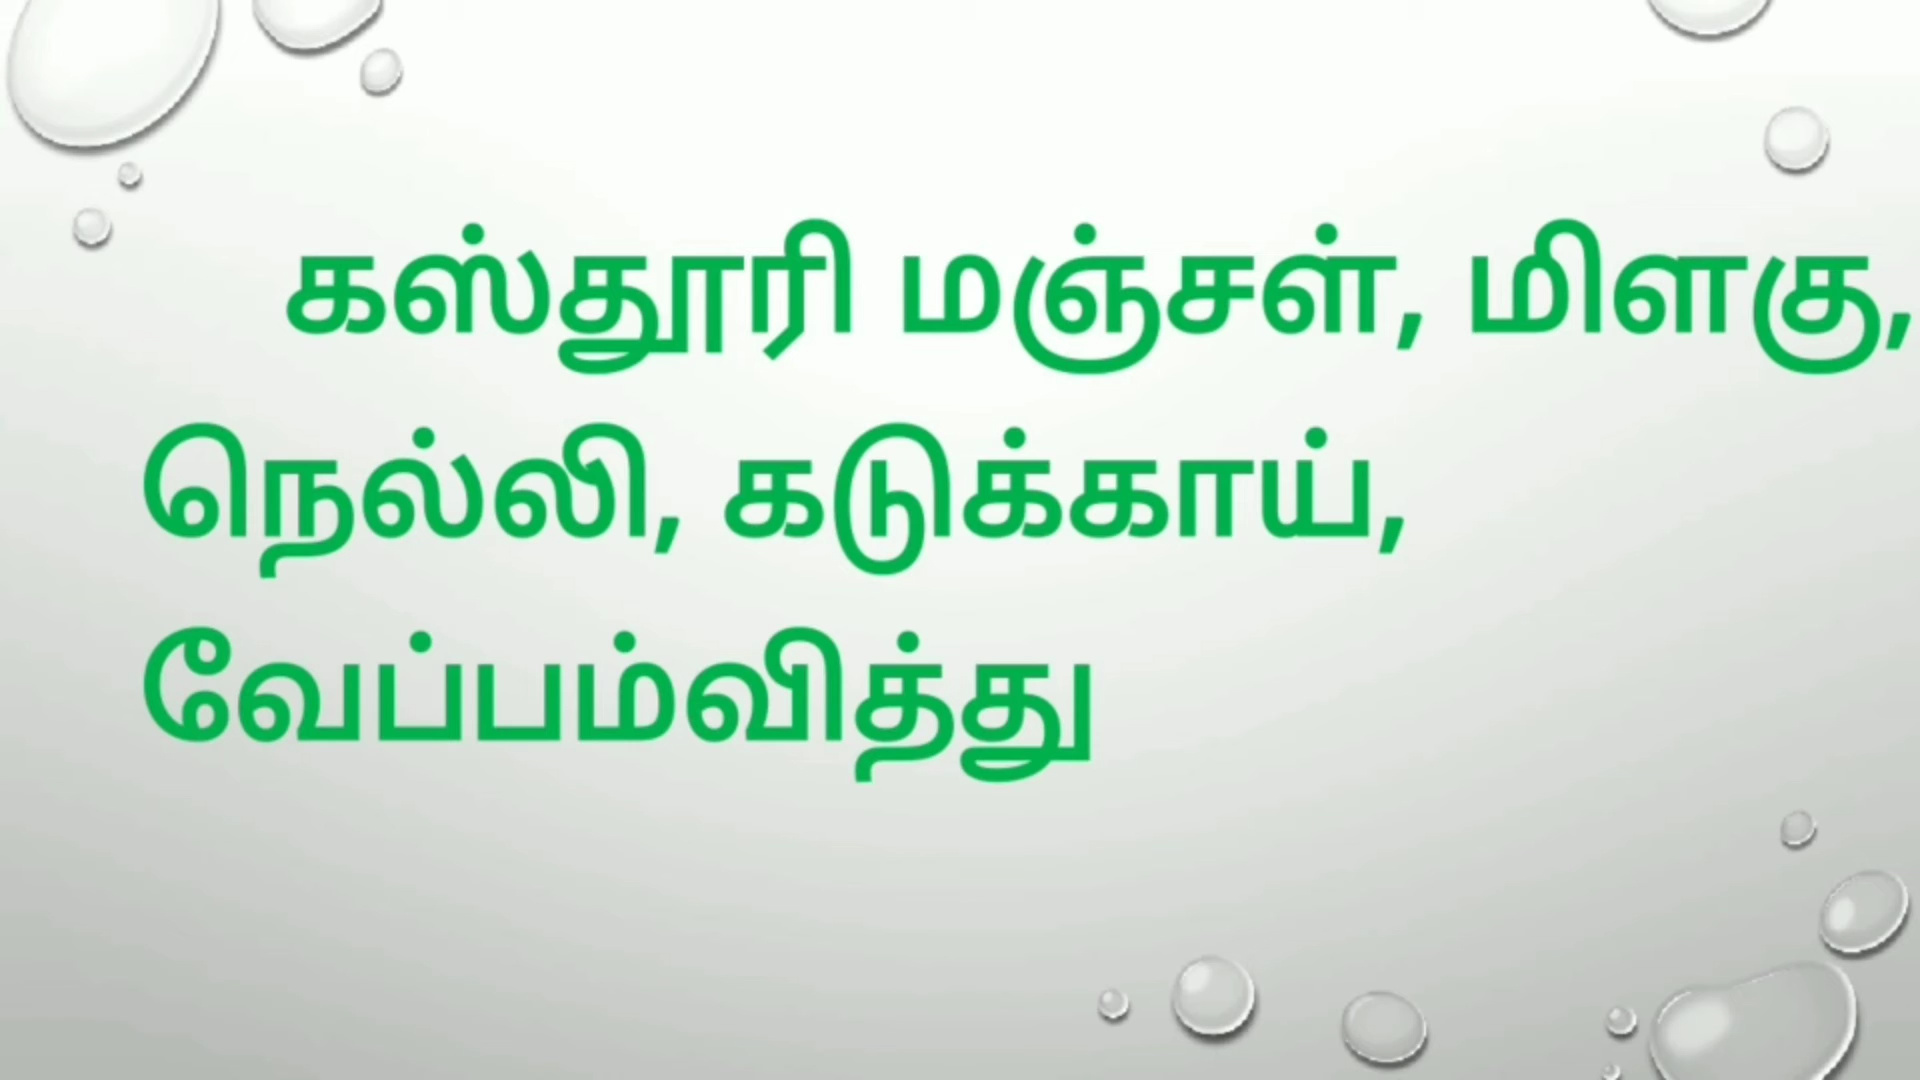 கஸ்தூரி மஞ்சள், மிளகு,
நெல்லி, கடுக்காய்,
வேப்பம்வித்து